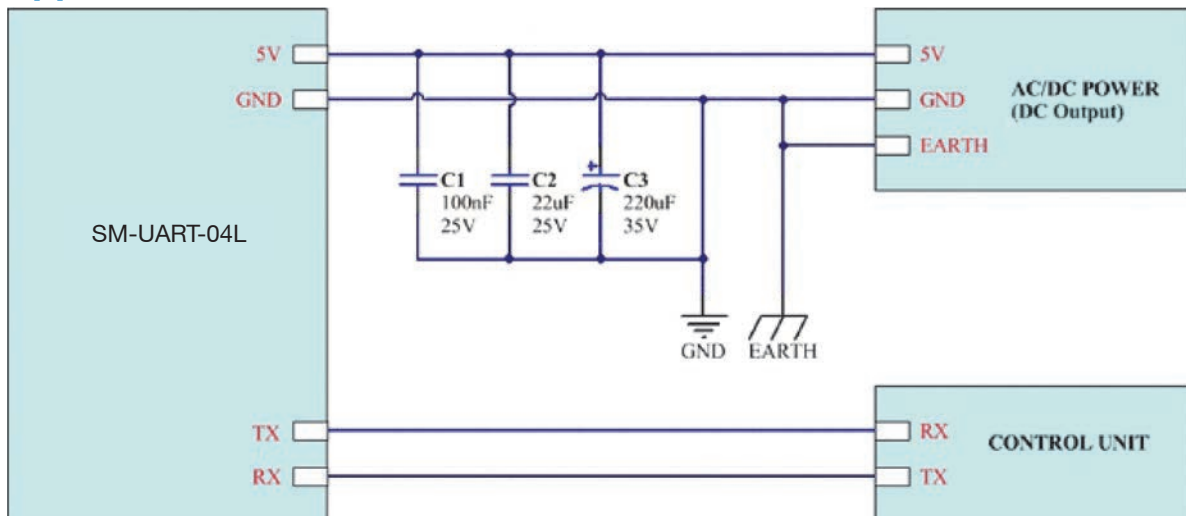 5V
GND
SM-UART-04L
TX
RX
C1
100nF
25V
C2
22uF
25V
+
C3
220uF
35V
GND
EARTH
5V
GND
EARTH
AC/DC POWER
(DC Output)
RX
TX
CONTROL UNIT